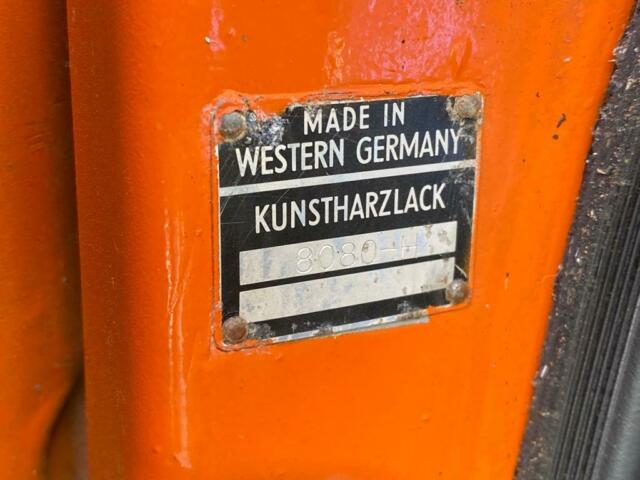 MADE IN
WESTERN GERMANY
KUNSTHARZLACK
8080-H